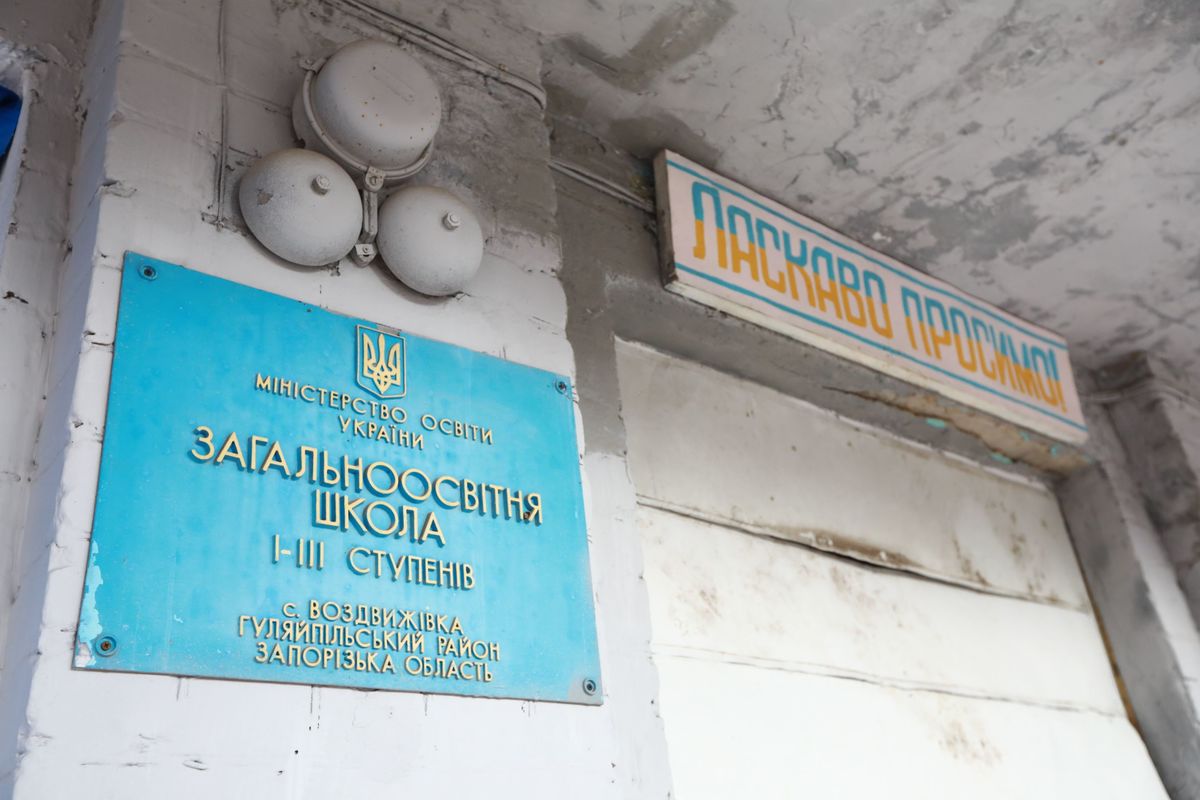 МІНІСТЕРСТВО ОСВІТИ
УКРАЇНИ
ЗАГАЛЬНООСВІТНЯ
ШКОЛА
І-ІІІ СТУПЕНІВ
с. ВОЗДВИЖІВКА
ГУЛЯЙПІЛЬСЬКИЙ РАЙОН
ЗАПОРІЗЬКА ОБЛАСТЬ
ЛАСКАВО ПРОСИМО!